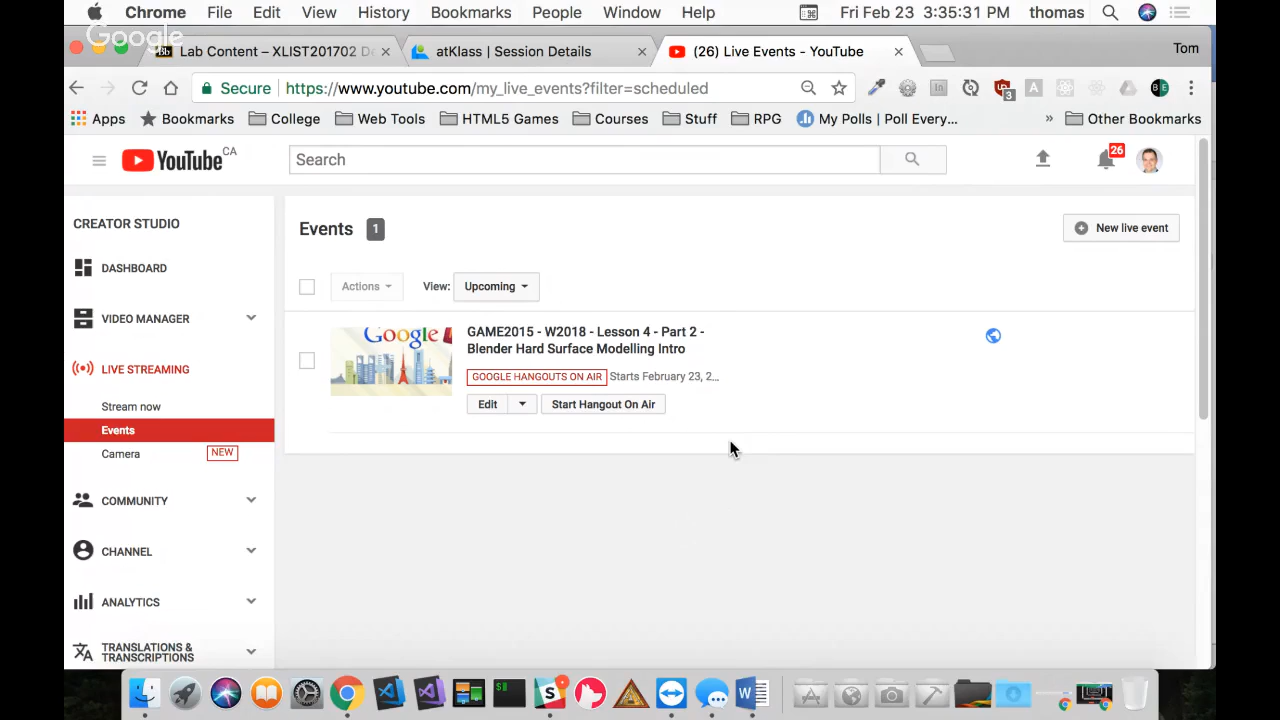 Chrome File Edit View History Bookmarks People Window Help Fri Feb 23 3:35:31 PM thomas
Google
Lab Content – XLIST201702 De atKlass | Session Details (26) Live Events - YouTube Tom
Secure https://www.youtube.com/my_live_events?filter=scheduled
Apps Bookmarks College Web Tools HTML5 Games Courses Stuff RPG My Polls | Poll Every... » Other Bookmarks
YouTube CA Search 26
CREATOR STUDIO
DASHBOARD
VIDEO MANAGER
LIVE STREAMING
Stream now
Events
Camera NEW
COMMUNITY
CHANNEL
ANALYTICS
TRANSLATIONS &
TRANSCRIPTIONS
Events 1 New live event
Actions View: Upcoming
Google
GAME2015 - W2018 - Lesson 4 - Part 2 -
Blender Hard Surface Modelling Intro
GOOGLE HANGOUTS ON AIR Starts February 23, 2...
Edit Start Hangout On Air